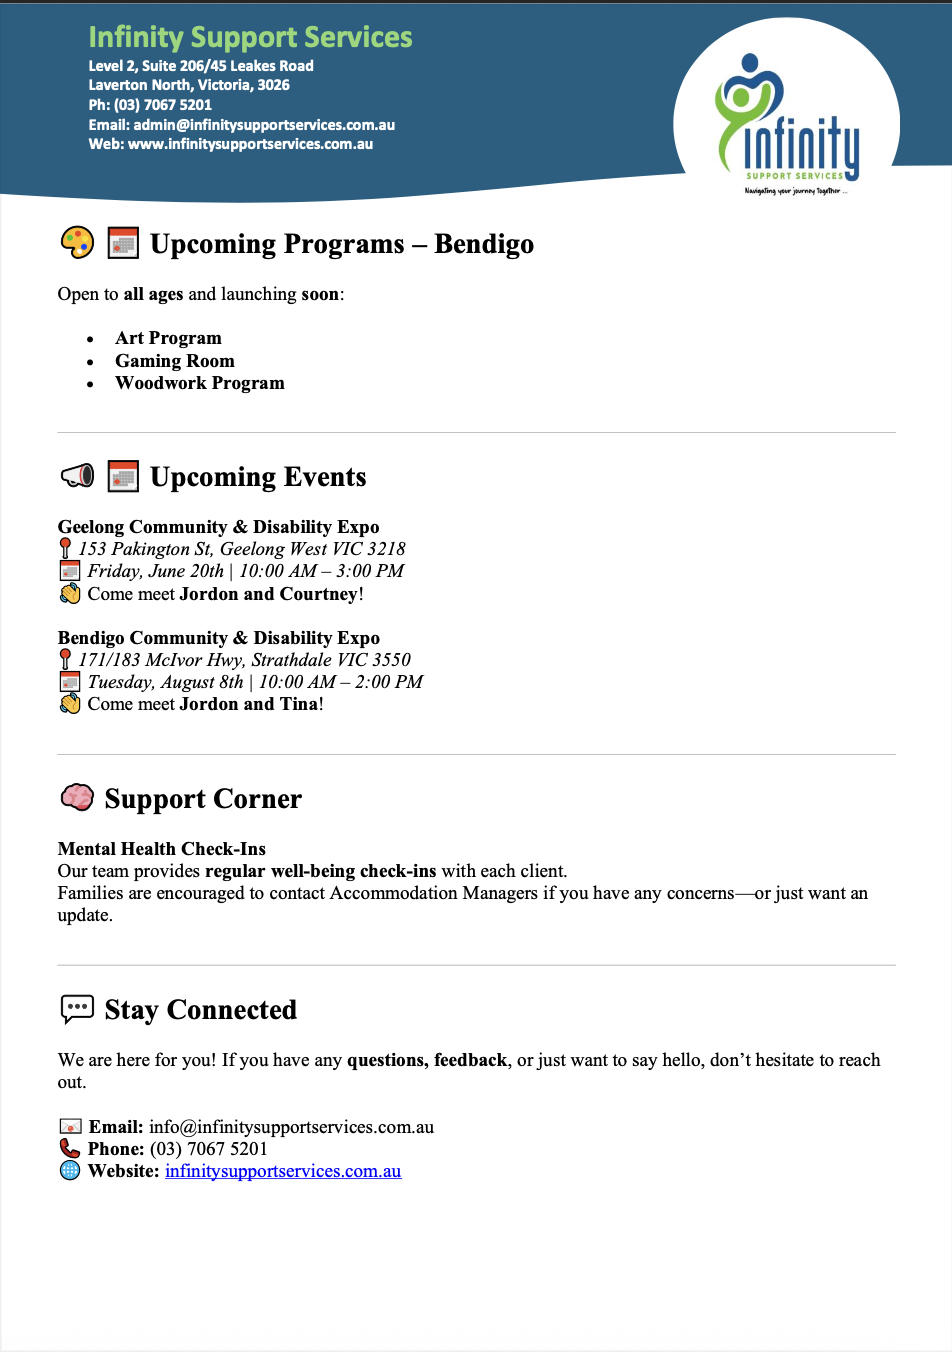 Infinity Support Services
Level 2, Suite 206/45 Leakes Road
Laverton North, Victoria, 3026
Ph: (03) 7067 5201
Email: admin@infinitysupportservices.com.au
Web: www.infinitysupportservices.com.au
infinity
SUPPORT SERVICES
Navigating your journey Together ...
Upcoming Programs – Bendigo
Open to all ages and launching soon:
• Art Program
• Gaming Room
• Woodwork Program
Upcoming Events
Geelong Community & Disability Expo
153 Pakington St, Geelong West VIC 3218
Friday, June 20th | 10:00 AM – 3:00 PM
Come meet Jordon and Courtney!
Bendigo Community & Disability Expo
171/183 McIvor Hwy, Strathdale VIC 3550
Tuesday, August 8th | 10:00 AM – 2:00 PM
Come meet Jordon and Tina!
Support Corner
Mental Health Check-Ins
Our team provides regular well-being check-ins with each client.
Families are encouraged to contact Accommodation Managers if you have any concerns—or just want an
update.
Stay Connected
We are here for you! If you have any questions, feedback, or just want to say hello, don’t hesitate to reach
out.
Email: info@infinitysupportservices.com.au
Phone: (03) 7067 5201
Website: infinitysupportservices.com.au